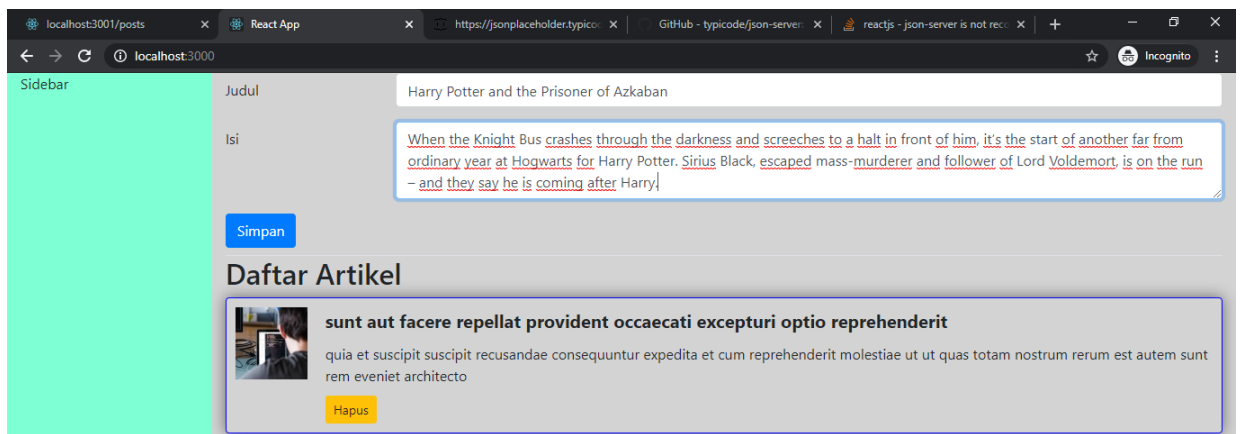 localhost:3001/posts
React App
https://jsonplaceholder.typicoc
GitHub - typicode/json-server:
reactjs - json-server is not reco
localhost:3000
Incognito
Sidebar
Judul
Harry Potter and the Prisoner of Azkaban
Isi
When the Knight Bus crashes through the darkness and screeches to a halt in front of him, it's the start of another far from
ordinary year at Hogwarts for Harry Potter. Sirius Black, escaped mass-murderer and follower of Lord Voldemort, is on the run
– and they say he is coming after Harry.
Simpan
Daftar Artikel
sunt aut facere repellat provident occaecati excepturi optio reprehenderit
quia et suscipit suscipit recusandae consequuntur expedita et cum reprehenderit molestiae ut ut quas totam nostrum rerum est autem sunt
rem eveniet architecto
Hapus